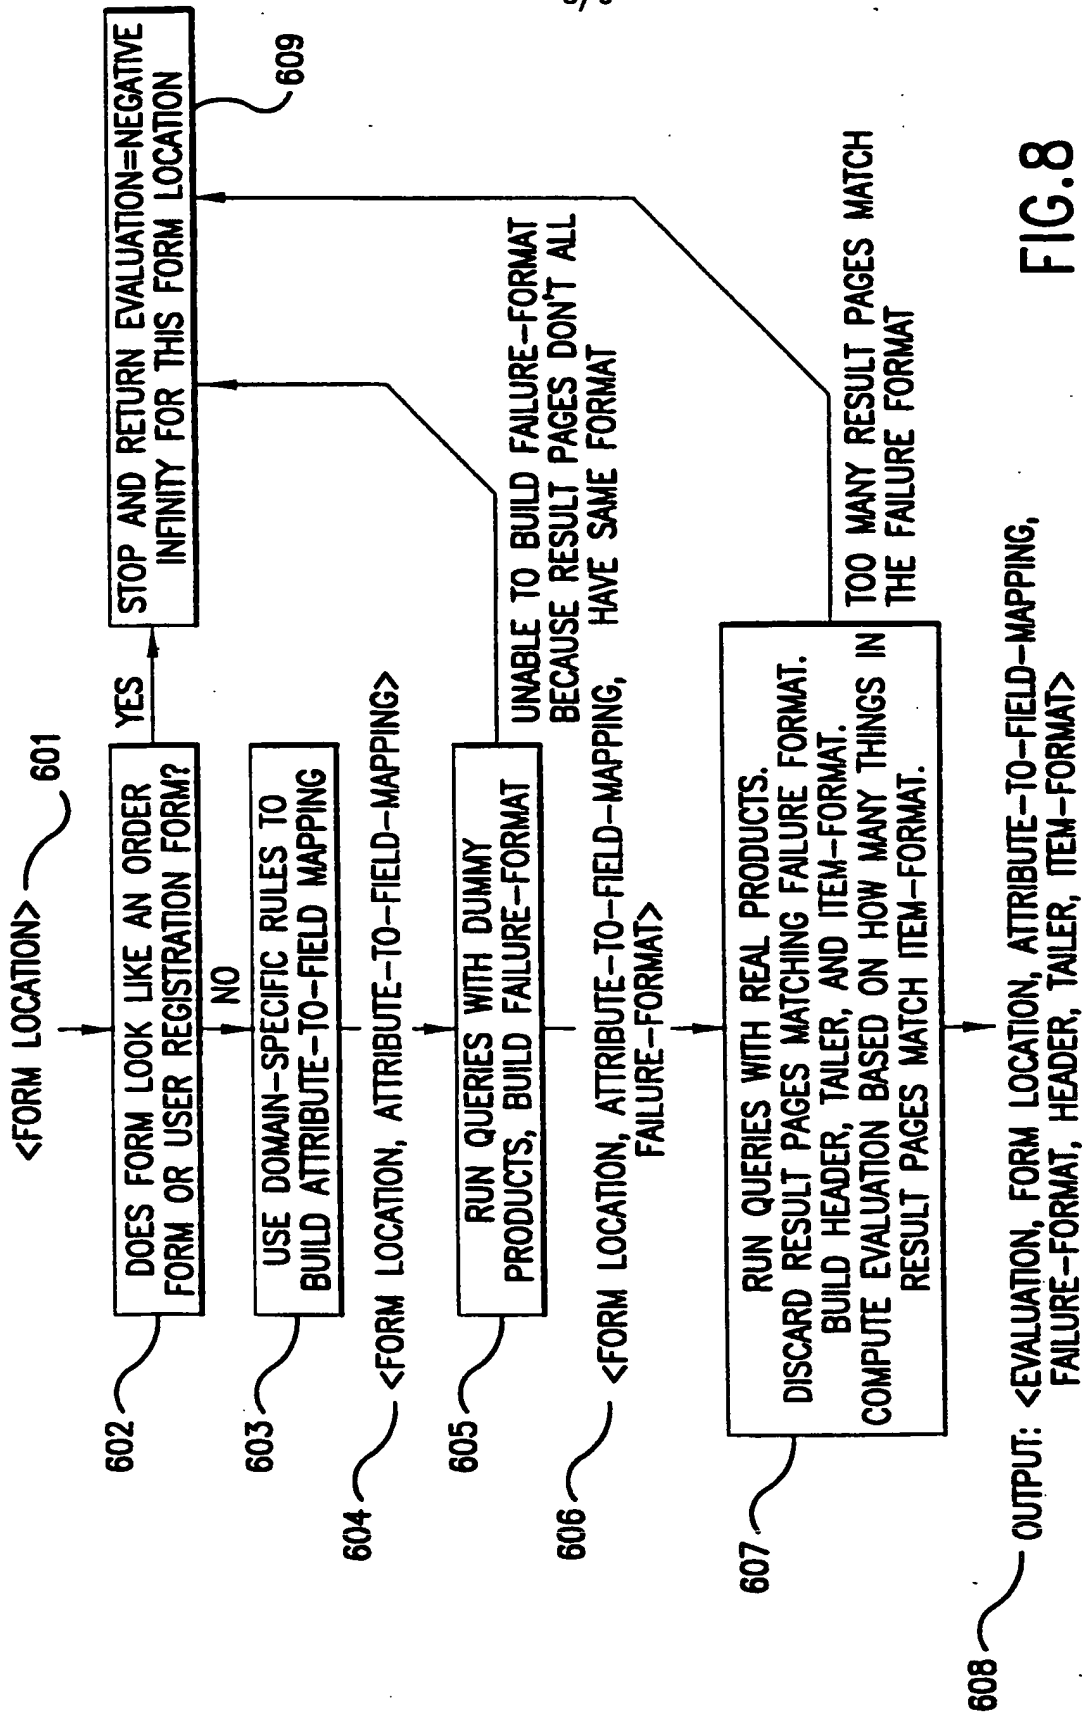 <FORM LOCATION>
601
DOES FORM LOOK LIKE AN ORDER
FORM OR USER REGISTRATION FORM?
602
YES
STOP AND RETURN EVALUATION=NEGATIVE
INFINITY FOR THIS FORM LOCATION
609
NO
USE DOMAIN–SPECIFIC RULES TO
BUILD ATTRIBUTE–TO–FIELD MAPPING
603
604
<FORM LOCATION, ATTRIBUTE–TO–FIELD–MAPPING>
RUN QUERIES WITH DUMMY
PRODUCTS, BUILD FAILURE–FORMAT
605
UNABLE TO BUILD FAILURE–FORMAT
BECAUSE RESULT PAGES DON'T ALL
HAVE SAME FORMAT
606
<FORM LOCATION, ATTRIBUTE–TO–FIELD–MAPPING,
FAILURE–FORMAT>
RUN QUERIES WITH REAL PRODUCTS.
DISCARD RESULT PAGES MATCHING FAILURE FORMAT.
BUILD HEADER, TAILER, AND ITEM–FORMAT.
COMPUTE EVALUATION BASED ON HOW MANY THINGS IN
RESULT PAGES MATCH ITEM–FORMAT.
607
TOO MANY RESULT PAGES MATCH
THE FAILURE FORMAT
608
OUTPUT: <EVALUATION, FORM LOCATION, ATTRIBUTE–TO–FIELD–MAPPING,
FAILURE–FORMAT, HEADER, TAILER, ITEM–FORMAT>
FIG.8